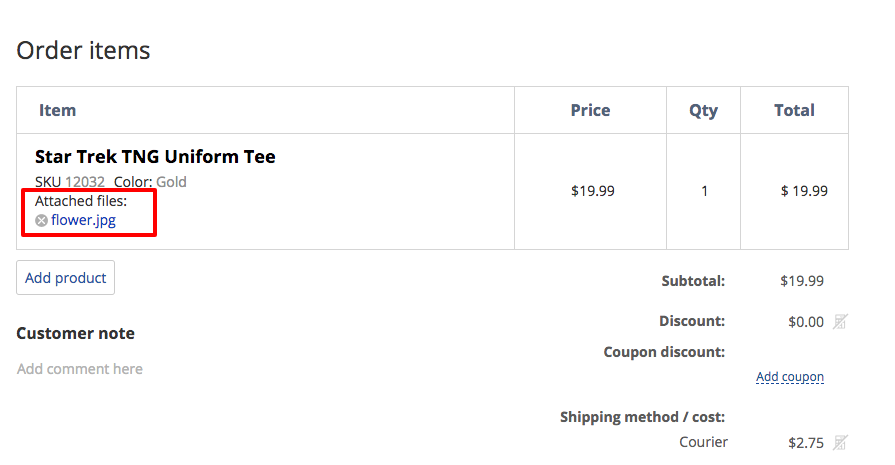 Order items
Item Price Qty Total
Star Trek TNG Uniform Tee
SKU 12032 Color: Gold
$19.99 1 $ 19.99
Attached files:
flower.jpg
Add product
Subtotal: $19.99
Discount: $0.00
Customer note
Coupon discount:
Add comment here
Add coupon
Shipping method / cost:
Courier $2.75